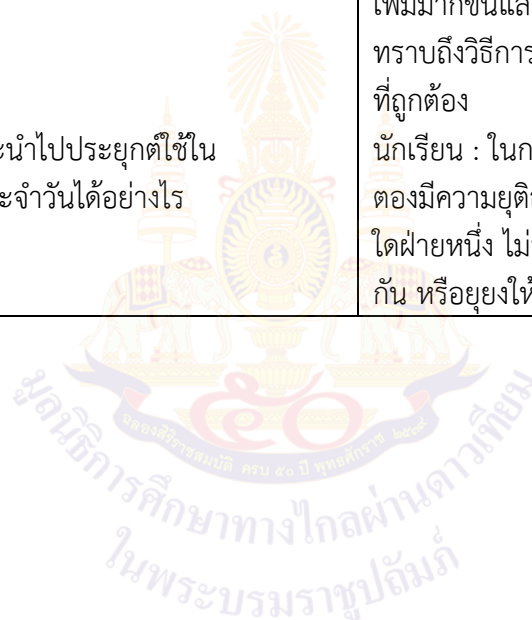 เพิ่มมากขึ้นแล
ทราบถึงวิธีการ
ที่ถูกต้อง
ะนำไปประยุกต์ใช้ใน
นักเรียน : ในก
ะจำวันได้อย่างไร
ตองมีความยุติ
ใดฝ่ายหนึ่ง ไม่
กัน หรือยุยงให้
ฉลองสิริราชสมบัติ ครบ ๕๐ ปี พุทธศักราช ๒๕๓๙
มูลนิธิการศึกษาทางไกลผ่านดาวเทียม
ในพระบรมราชูปถัมภ์